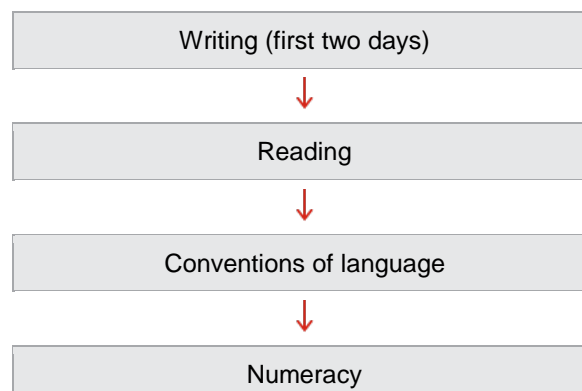 Writing (first two days)
Reading
Conventions of language
Numeracy